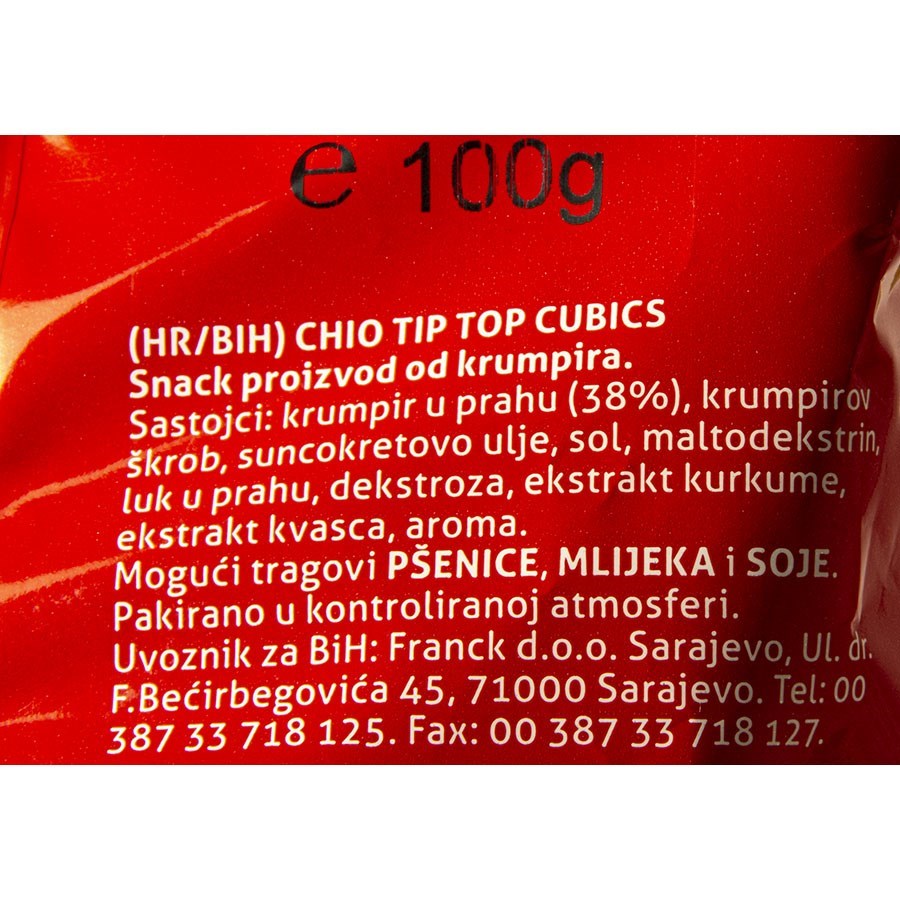 e 100g
(HR/BIH) CHIO TIP TOP CUBICS
Snack proizvod od krumpira.
Sastojci: krumpir u prahu (38%), krumpirov
škrob, suncokretovo ulje, sol, maltodekstrin,
luk u prahu, dekstroza, ekstrakt kurkume,
ekstrakt kvasca, aroma.
Mogući tragovi PŠENICE, MLIJEKA i SOJE.
Pakirano u kontroliranoj atmosferi.
Uvoznik za BiH: Franck d.o.o. Sarajevo, Ul. dr.
F.Bećirbegovića 45, 71000 Sarajevo. Tel: 00
387 33 718 125. Fax: 00 387 33 718 127.